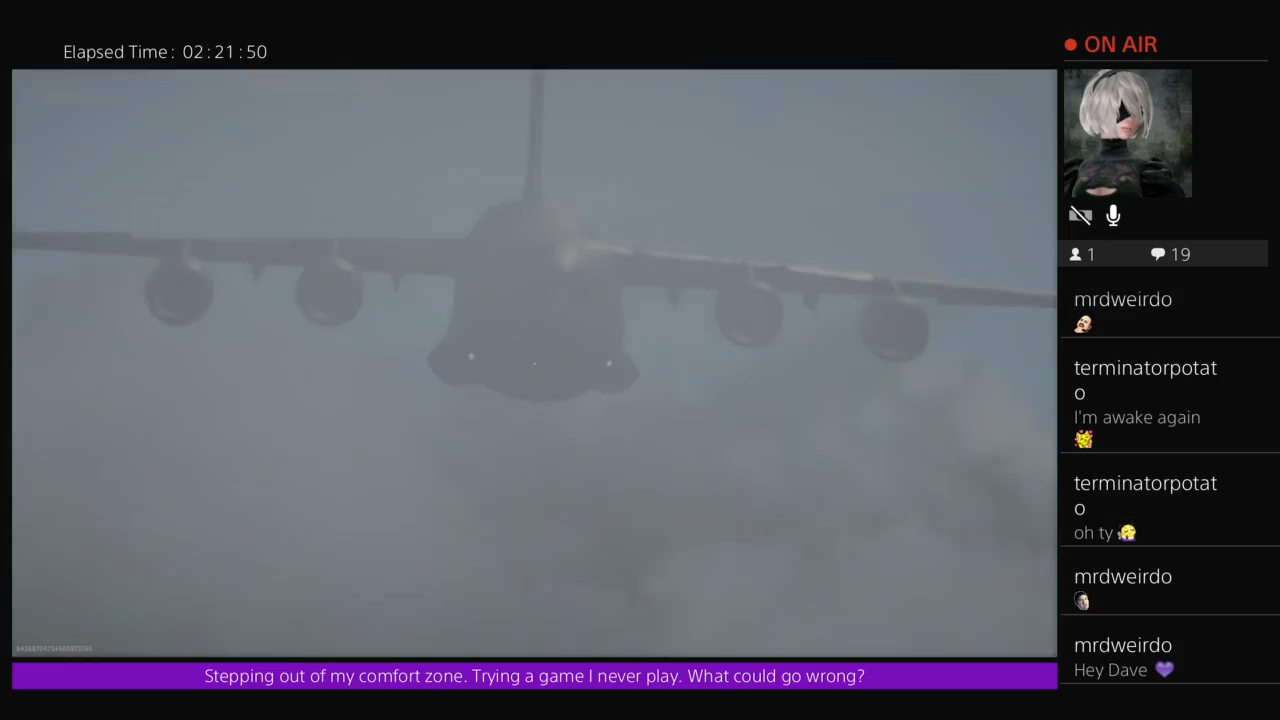 Elapsed Time: 02:21:50
ON AIR
1 19
mrdweirdo
terminatorpotat
o
I'm awake again
terminatorpotat
o
oh ty
mrdweirdo
mrdweirdo
Hey Dave
Stepping out of my comfort zone. Trying a game I never play. What could go wrong?